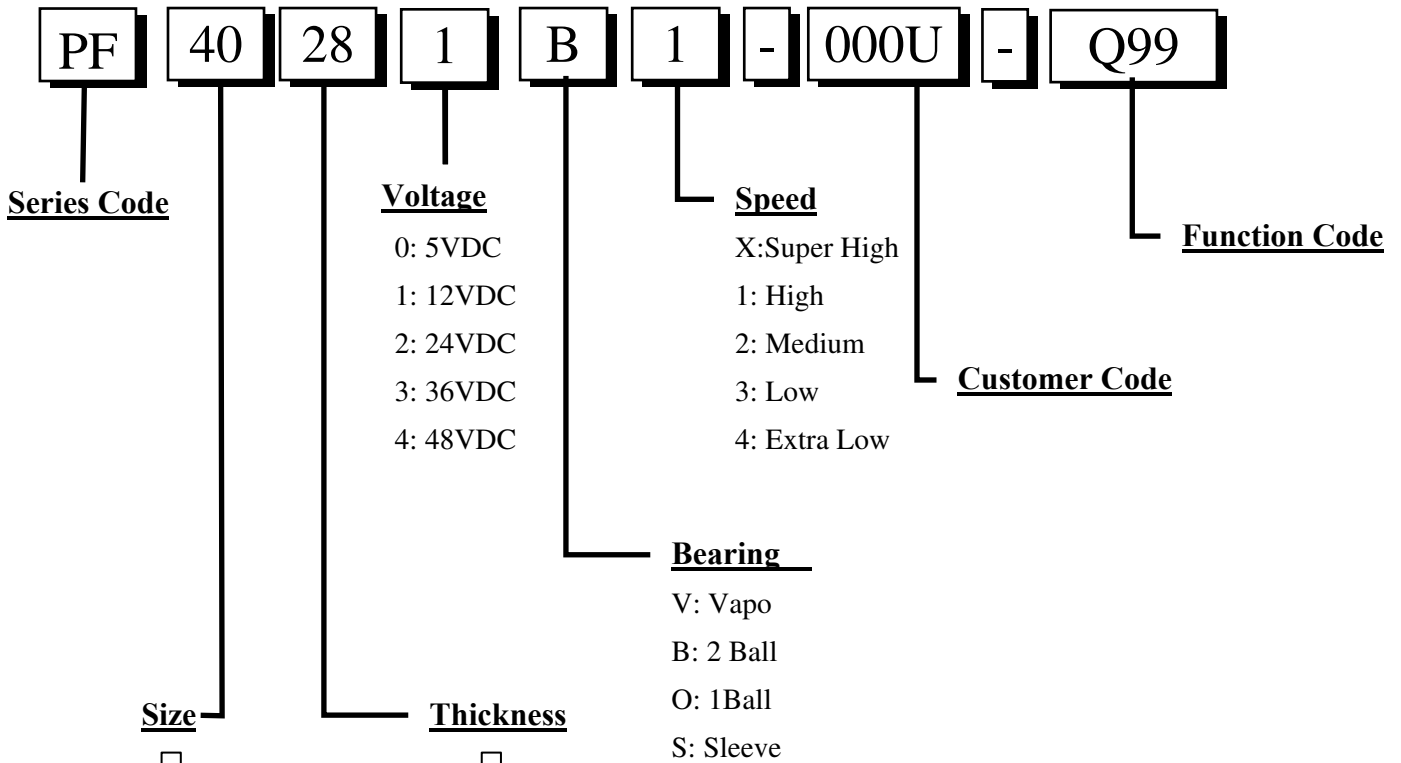 PF 40 28 1 B 1 - 000U - Q99
Series Code
Voltage
0: 5VDC
1: 12VDC
2: 24VDC
3: 36VDC
4: 48VDC
Speed
X:Super High
1: High
2: Medium
3: Low
4: Extra Low
Function Code
Customer Code
Bearing
V: Vapo
B: 2 Ball
O: 1Ball
S: Sleeve
Size
Thickness